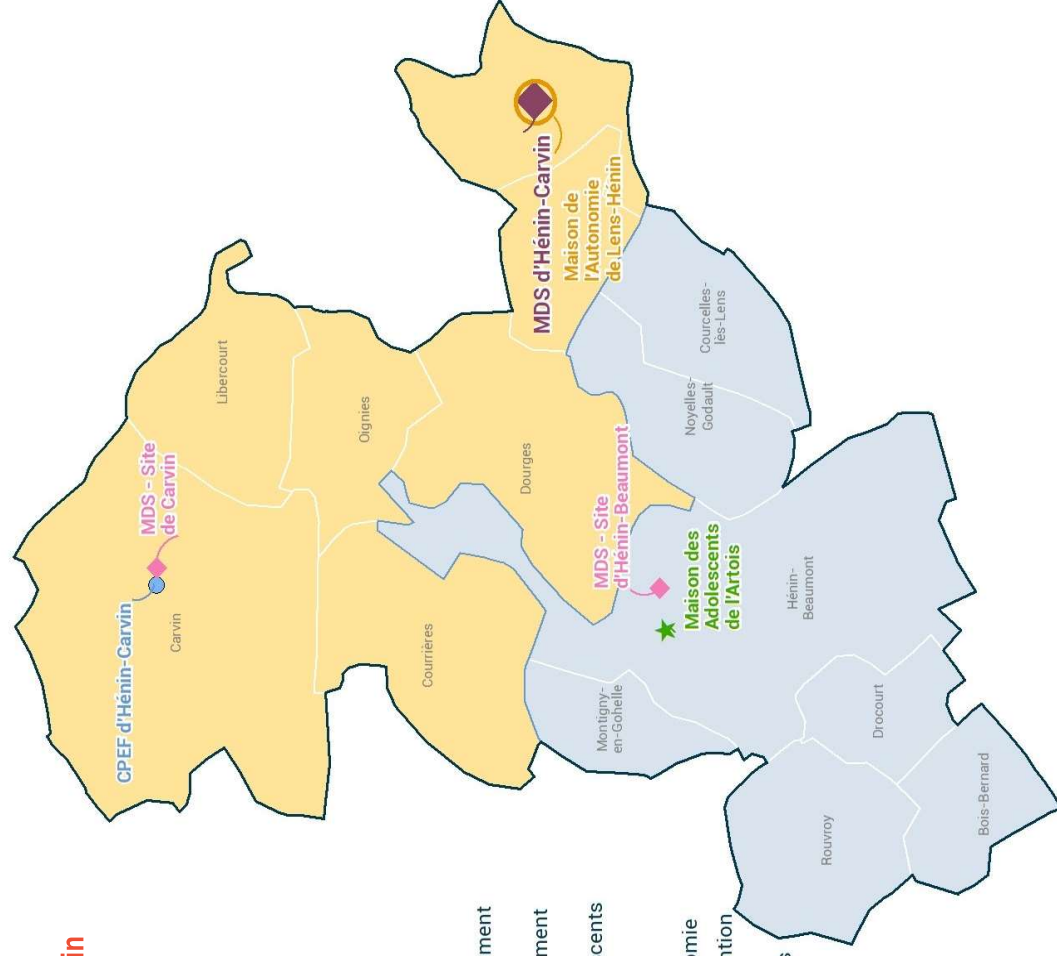 in
ment
ment
cents
omie
ntion
s
CPEF d'Hénin-Carvin
MDS - Site
de Carvin
Carvin
Libercourt
Oignies
Courrières
Dourges
MDS d'Hénin-Carvin
Maison de
l'Autonomie
de Lens-Hénin
MDS - Site
d'Hénin-Beaumont
Maison des
Adolescents
de l'Artois
Montigny-
en-Gohelle
Noyelles-
Godault
Courcelles-
lès-Lens
Hénin-
Beaumont
Rouvroy
Drocourt
Bois-Bernard